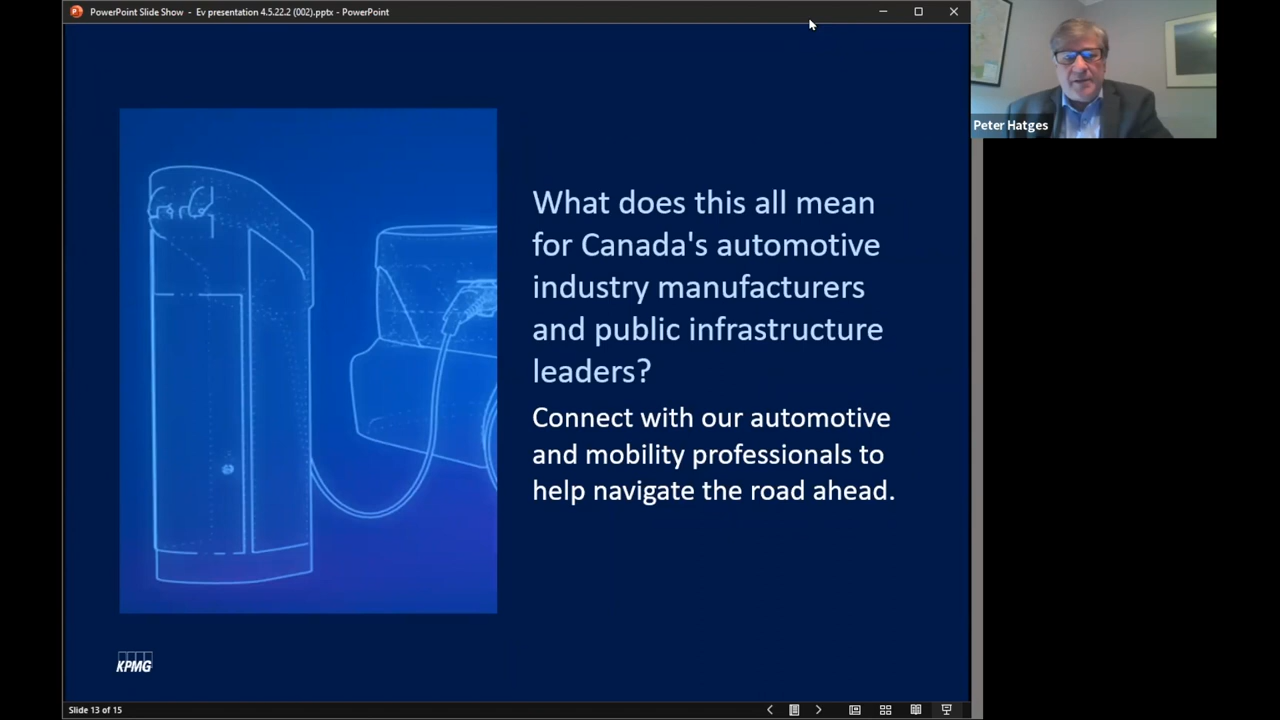 PowerPoint Slide Show - Ev presentation 4.5.22.2 (002).pptx - PowerPoint
Peter Hatges
What does this all mean
for Canada's automotive
industry manufacturers
and public infrastructure
leaders?
Connect with our automotive
and mobility professionals to
help navigate the road ahead.
KPMG
Slide 13 of 15